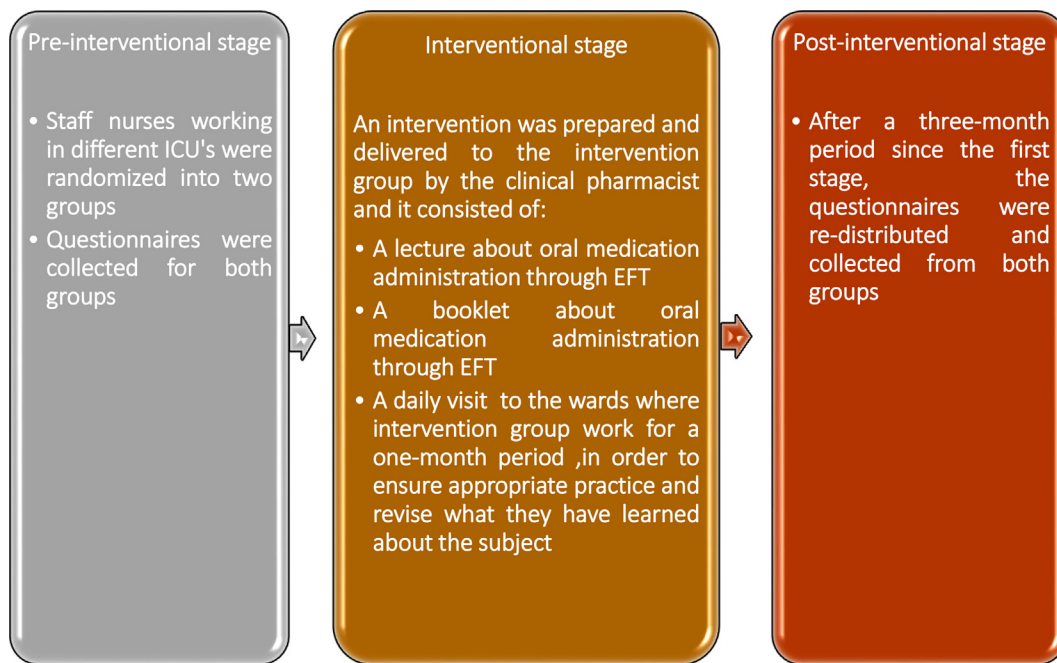 Pre-interventional stage
• Staff nurses working
in different ICU's were
randomized into two
groups
• Questionnaires were
collected for both
groups
Interventional stage
An intervention was prepared and
delivered to the intervention
group by the clinical pharmacist
and it consisted of:
• A lecture about oral medication
administration through EFT
• A booklet about oral
medication administration
through EFT
• A daily visit to the wards where
intervention group work for a
one-month period ,in order to
ensure appropriate practice and
revise what they have learned
about the subject
Post-interventional stage
• After a three-month
period since the first
stage, the
questionnaires were
re-distributed and
collected from both
groups